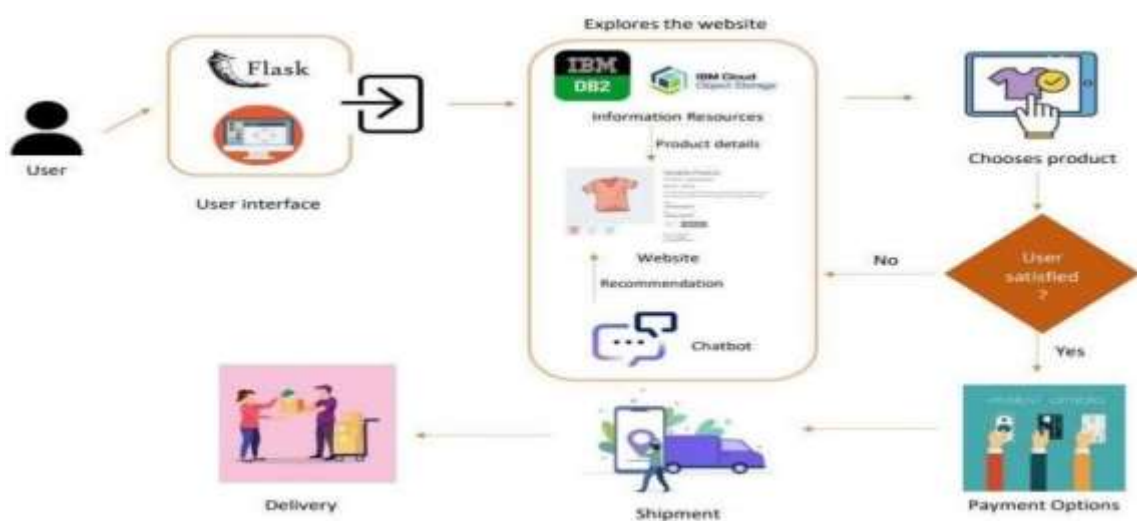 Explores the website
Flask
IBM
DB2
IBM Cloud
Object Storage
Information Resources
Product details
User
User interface
Chooses product
Website
Recommendation
Chatbot
No
User
satisfied
?
Yes
Delivery
Shipment
Payment Options